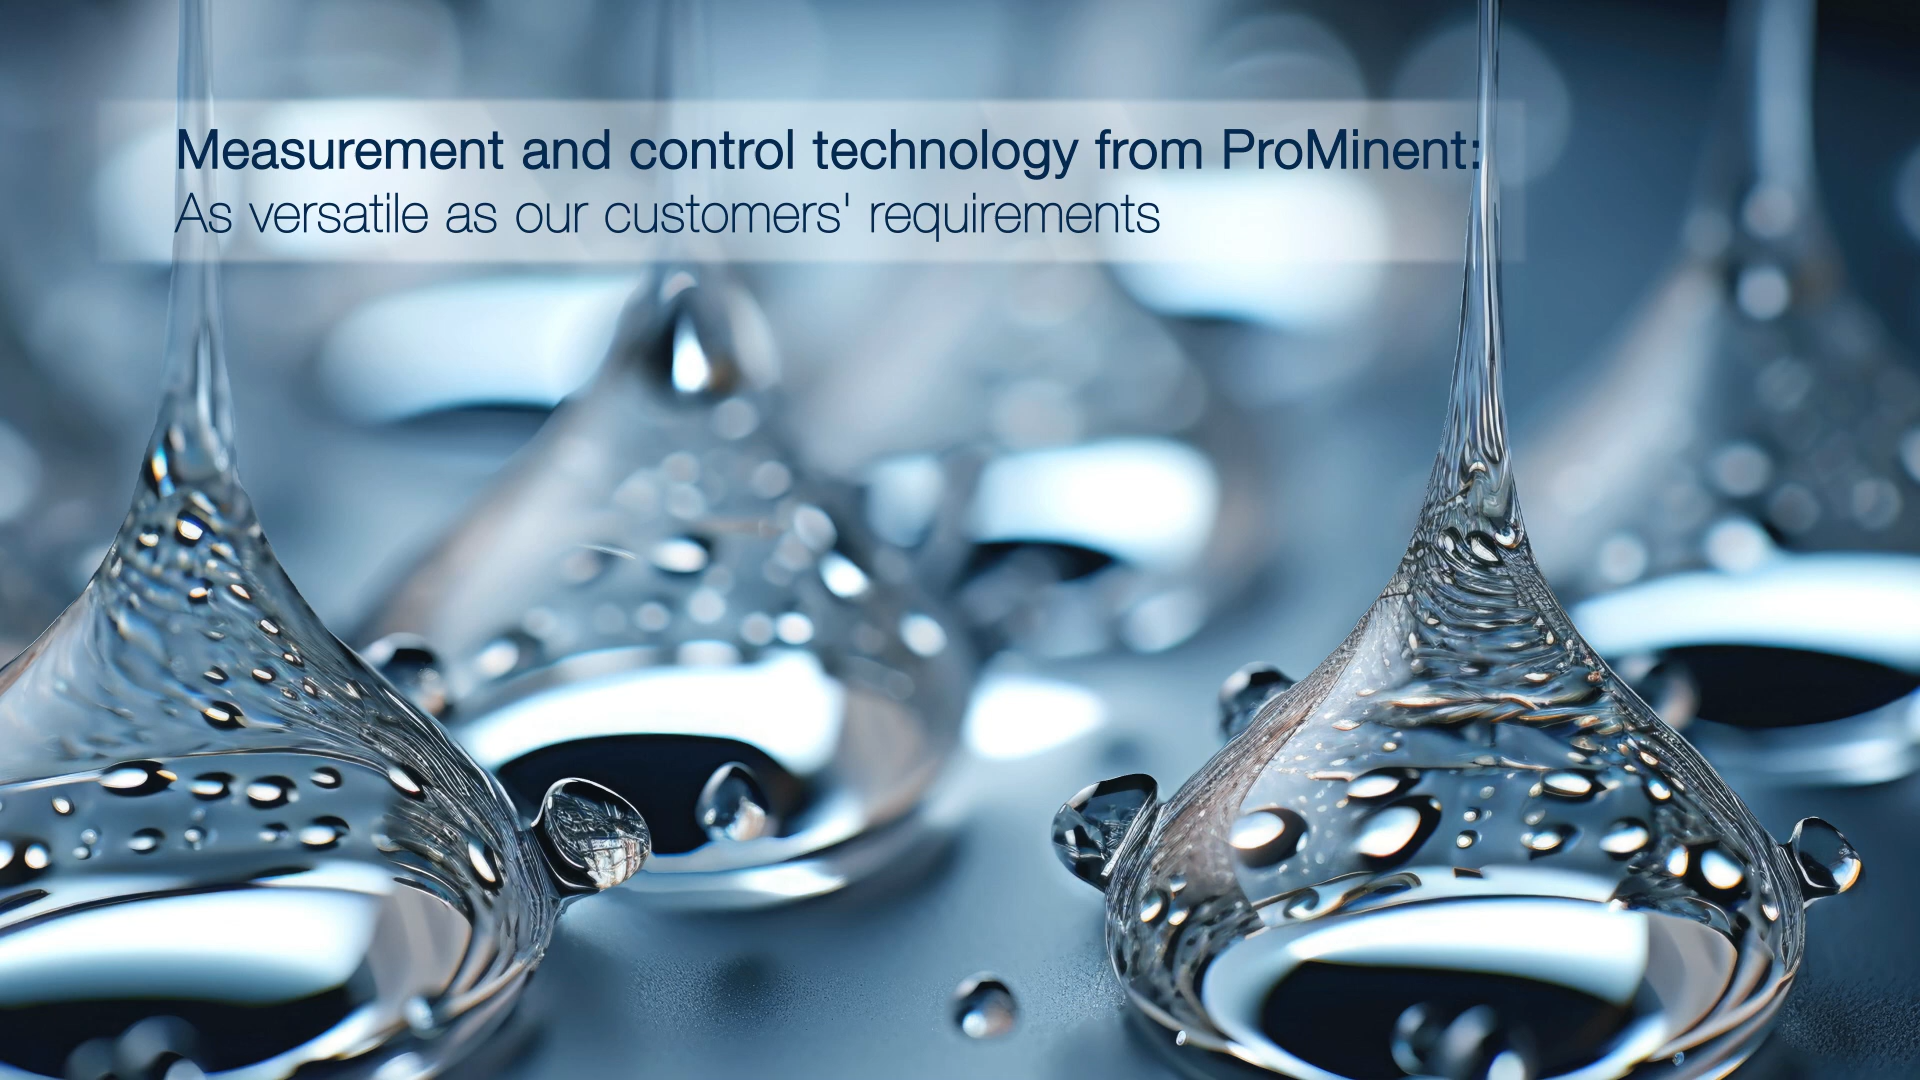 Measurement and control technology from ProMinent:
As versatile as our customers' requirements